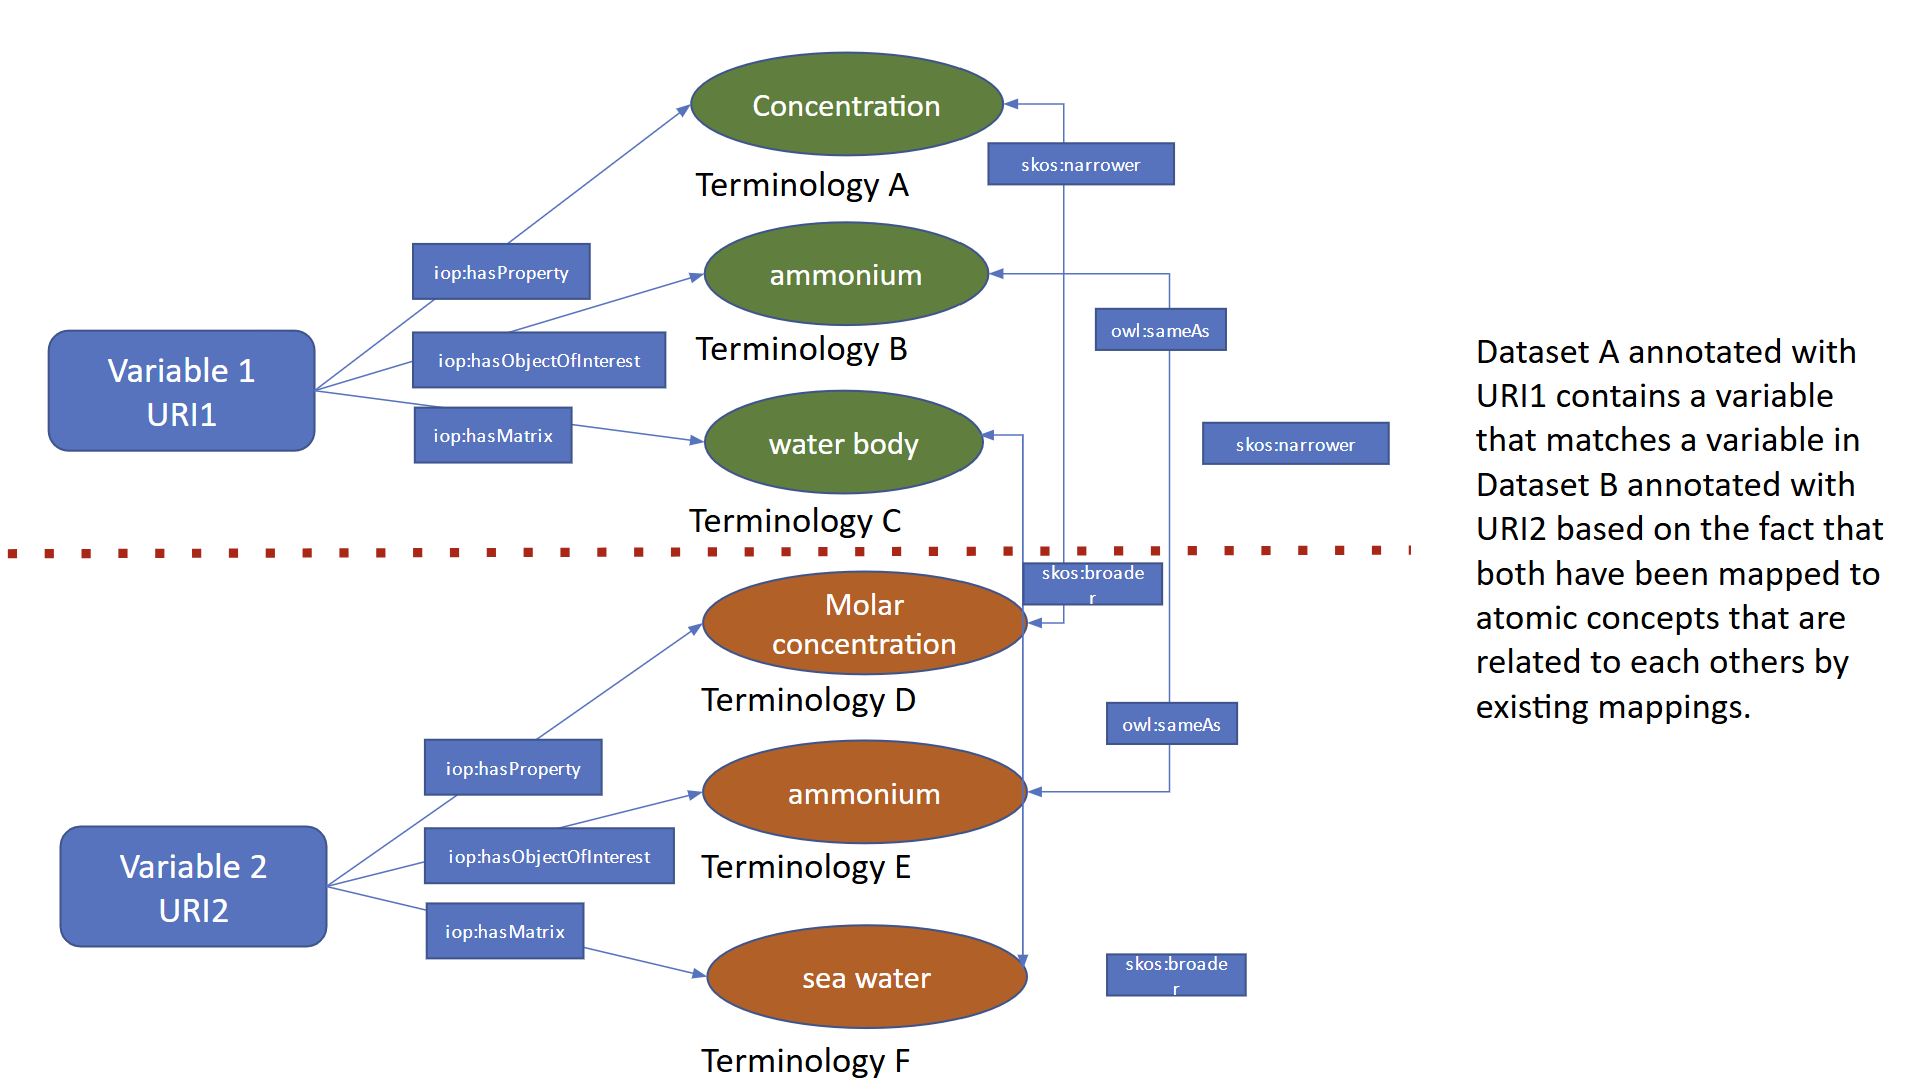 Concentration
skos:narrower
Terminology A
iop:hasProperty
ammonium
owl:sameAs
Terminology B
iop:hasObjectOfInterest
Variable 1
URI1
iop:hasMatrix
water body
skos:narrower
Terminology C
skos:broade
r
Molar
concentration
Terminology D
owl:sameAs
iop:hasProperty
ammonium
iop:hasObjectOfInterest
Terminology E
Variable 2
URI2
iop:hasMatrix
sea water
skos:broade
r
Terminology F
Dataset A annotated with
URI1 contains a variable
that matches a variable in
Dataset B annotated with
URI2 based on the fact that
both have been mapped to
atomic concepts that are
related to each others by
existing mappings.